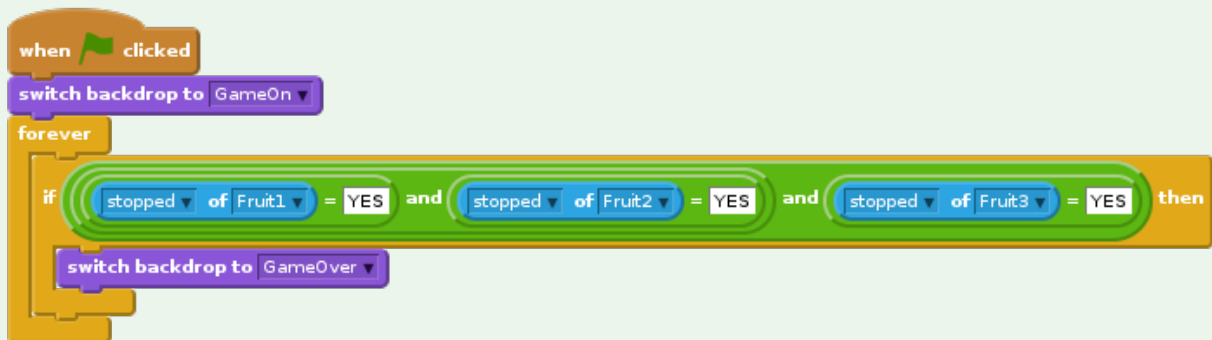 when clicked
switch backdrop to GameOn
forever
if stopped of Fruit1 = YES and stopped of Fruit2 = YES and stopped of Fruit3 = YES then
switch backdrop to GameOver